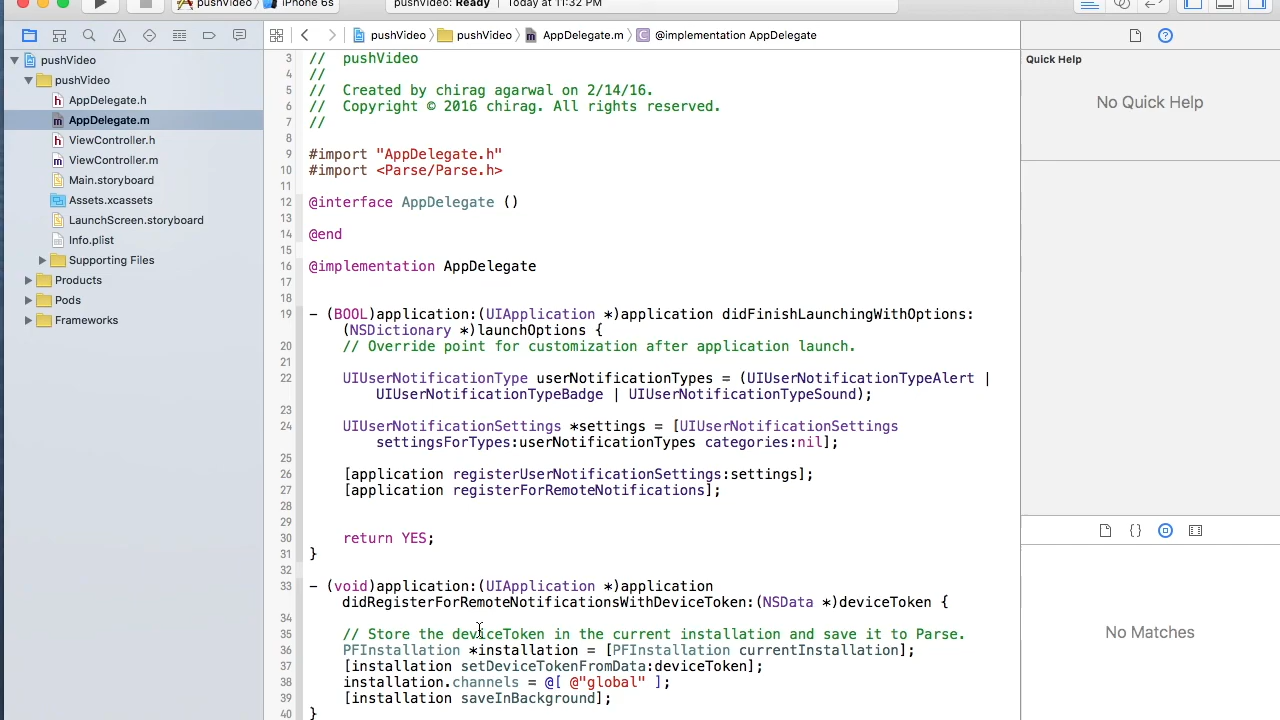 pushVideo
iPhone 6s
pushVideo: Ready
Today at 11:32 PM
pushVideo
pushVideo
AppDelegate.m
@implementation AppDelegate
pushVideo
pushVideo
AppDelegate.h
AppDelegate.m
ViewController.h
ViewController.m
Main.storyboard
Assets.xcassets
LaunchScreen.storyboard
Info.plist
Supporting Files
Products
Pods
Frameworks
3 //  pushVideo
4 //
5 //  Created by chirag agarwal on 2/14/16.
6 //  Copyright © 2016 chirag. All rights reserved.
7 //
8
9 #import "AppDelegate.h"
10 #import <Parse/Parse.h>
11
12 @interface AppDelegate ()
13
14 @end
15
16 @implementation AppDelegate
17
18
19 - (BOOL)application:(UIApplication *)application didFinishLaunchingWithOptions:
(NSDictionary *)launchOptions {
20 // Override point for customization after application launch.
21
22 UIUserNotificationType userNotificationTypes = (UIUserNotificationTypeAlert |
UIUserNotificationTypeBadge | UIUserNotificationTypeSound);
23
24 UIUserNotificationSettings *settings = [UIUserNotificationSettings
settingsForTypes:userNotificationTypes categories:nil];
25
26 [application registerUserNotificationSettings:settings];
27 [application registerForRemoteNotifications];
28
29
30 return YES;
31 }
32
33 - (void)application:(UIApplication *)application
didRegisterForRemoteNotificationsWithDeviceToken:(NSData *)deviceToken {
34
35 // Store the deviceToken in the current installation and save it to Parse.
36 PFInstallation *installation = [PFInstallation currentInstallation];
37 [installation setDeviceTokenFromData:deviceToken];
38 installation.channels = @[ @"global" ];
39 [installation saveInBackground];
40 }
Quick Help
No Quick Help
No Matches